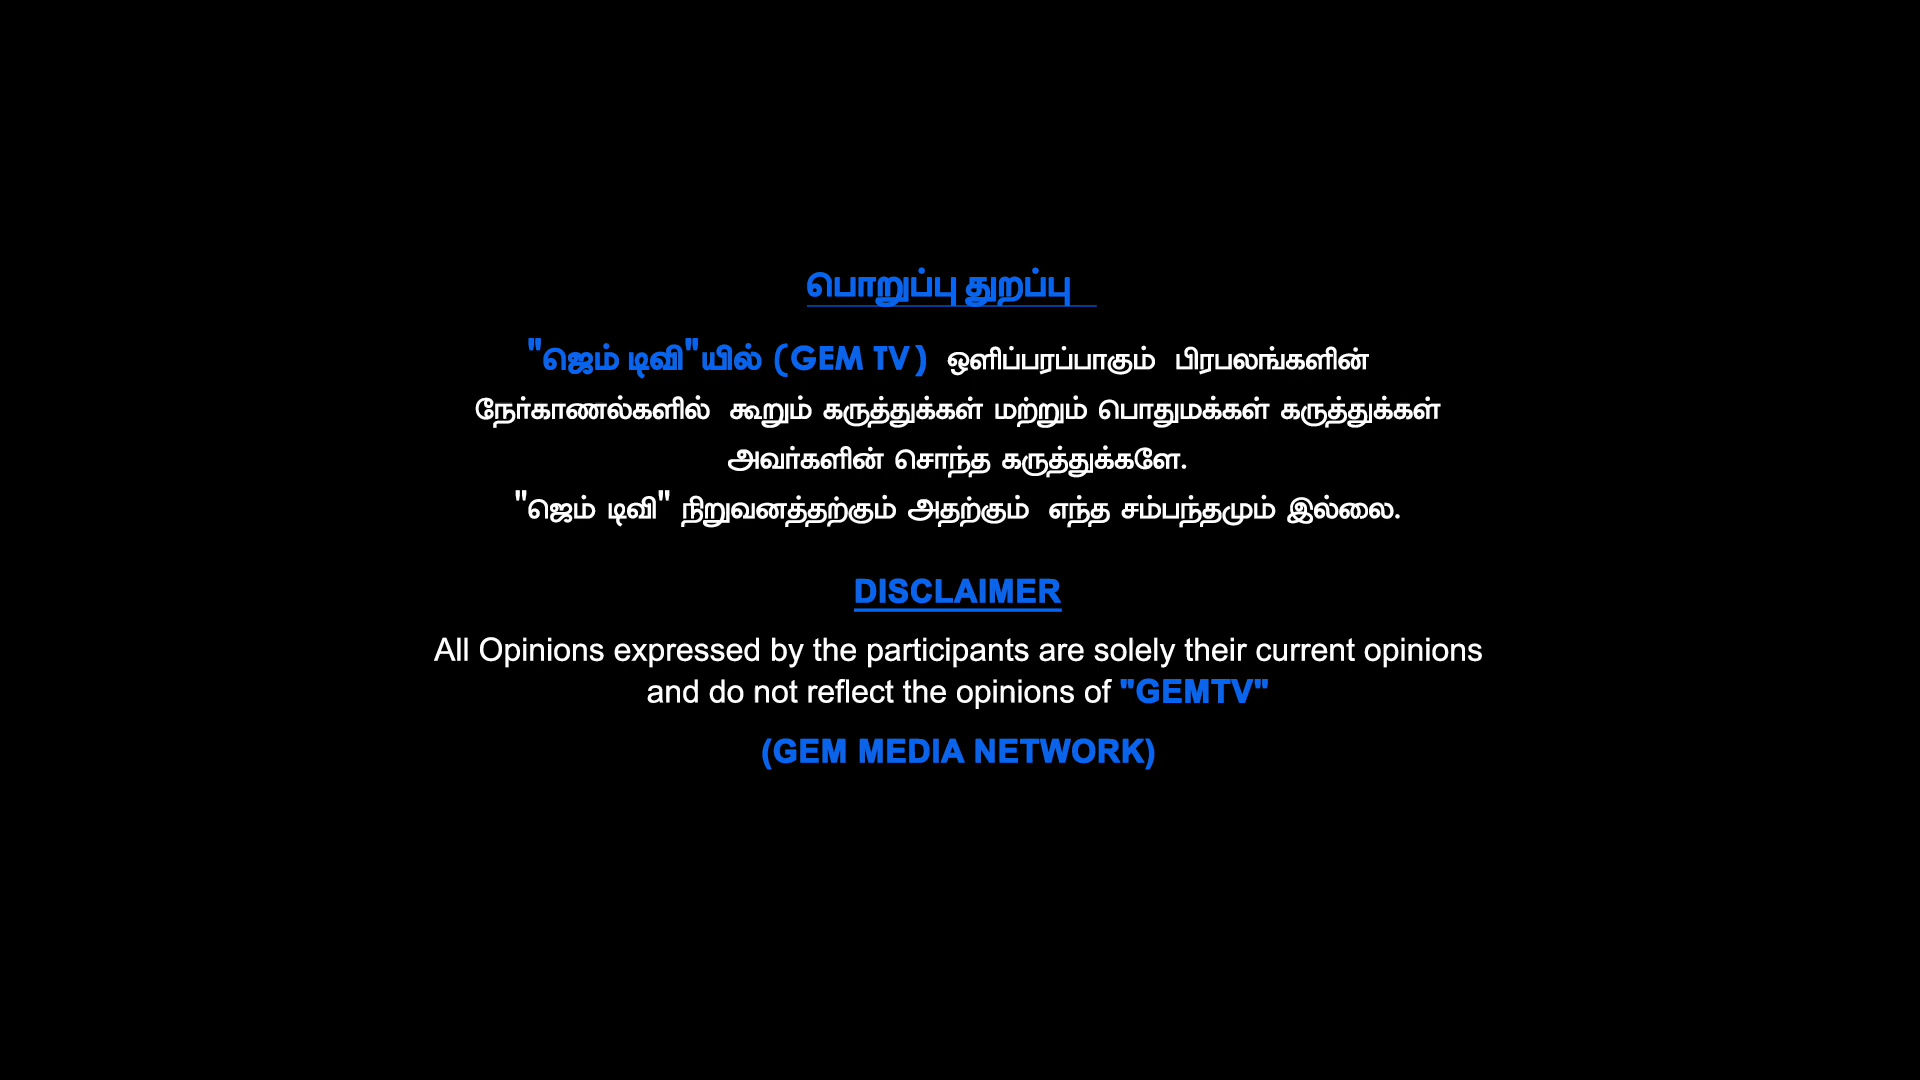 பொறுப்பு துறப்பு
"ஜெம் டிவி"யில் (GEM TV) ஒளிப்பரப்பாகும் பிரபலங்களின்
நேர்காணல்களில் கூறும் கருத்துக்கள் மற்றும் பொதுமக்கள் கருத்துக்கள்
அவர்களின் சொந்த கருத்துக்களே.
"ஜெம் டிவி" நிறுவனத்தற்கும் அதற்கும் எந்த சம்பந்தமும் இல்லை.
DISCLAIMER
All Opinions expressed by the participants are solely their current opinions
and do not reflect the opinions of "GEMTV"
(GEM MEDIA NETWORK)